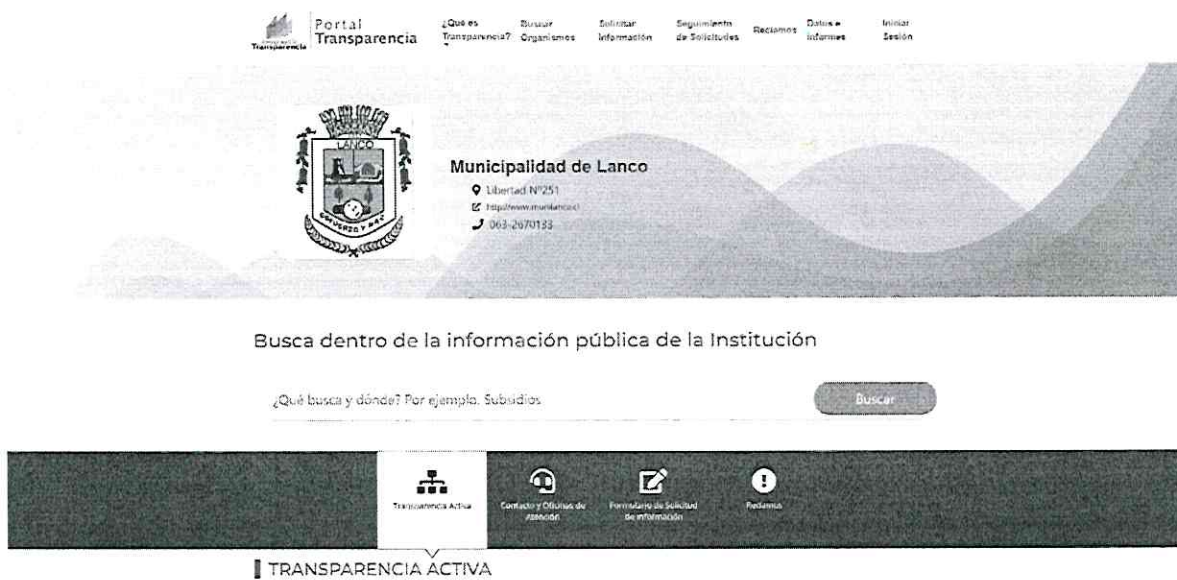 Portal
Transparencia
Transparencia
¿Qué es
Transparencia?
Buscar
Organismos
Solicitar
Información
Seguimiento
de Solicitudes
Reclamos
Datos e
Informes
Iniciar
Sesión
LANCO
Municipalidad de Lanco
Libertad Nº251
063-2670133
Busca dentro de la información pública de la Institución
¿Qué busca y dónde? Por ejemplo, Subsidios
Buscar
Transparencia Activa
Contacto y Oficinas de
Atención
Formulario de Solicitud
de Información
Reclamos
TRANSPARENCIA ACTIVA